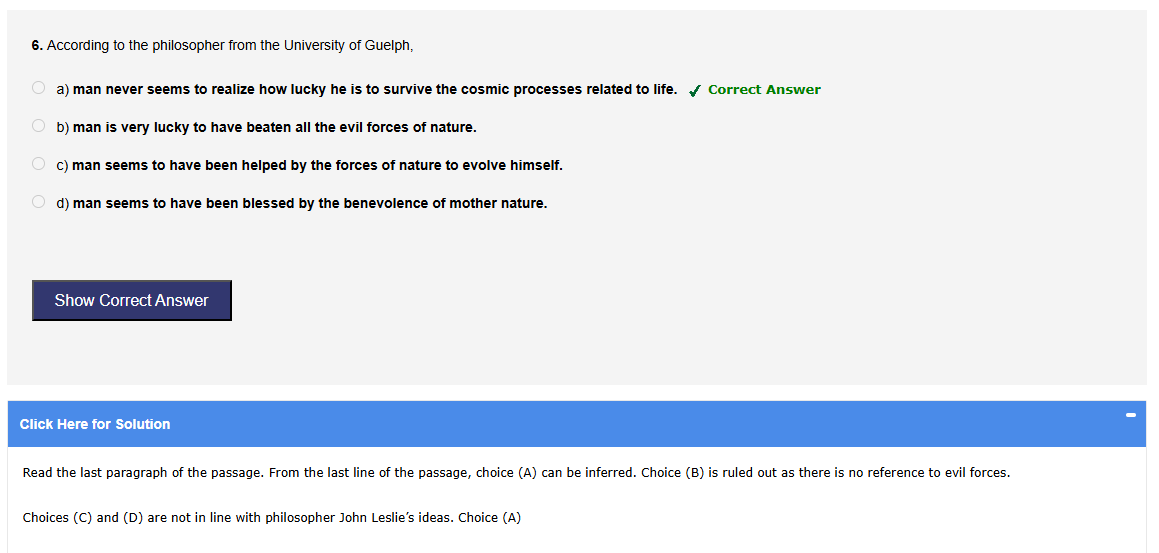 6. According to the philosopher from the University of Guelph,
a) man never seems to realize how lucky he is to survive the cosmic processes related to life. ✓ Correct Answer
b) man is very lucky to have beaten all the evil forces of nature.
c) man seems to have been helped by the forces of nature to evolve himself.
d) man seems to have been blessed by the benevolence of mother nature.
Show Correct Answer
Click Here for Solution
Read the last paragraph of the passage. From the last line of the passage, choice (A) can be inferred. Choice (B) is ruled out as there is no reference to evil forces.
Choices (C) and (D) are not in line with philosopher John Leslie’s ideas. Choice (A)